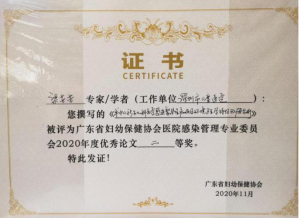 证书
CERTIFICATE
专家/学者（工作单位）：
您撰写的《》
被评为广东省妇幼保健协会医院感染管理专业委员
会2020年度优秀论文 二 等奖。
特此发证！
广东省妇幼保健协会
2020年11月